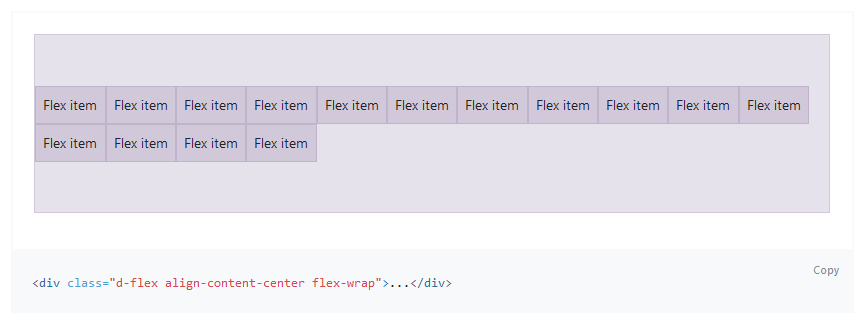 Flex item Flex item Flex item Flex item Flex item Flex item Flex item Flex item Flex item Flex item Flex item
Flex item Flex item Flex item Flex item
Copy
<div class="d-flex align-content-center flex-wrap">...</div>